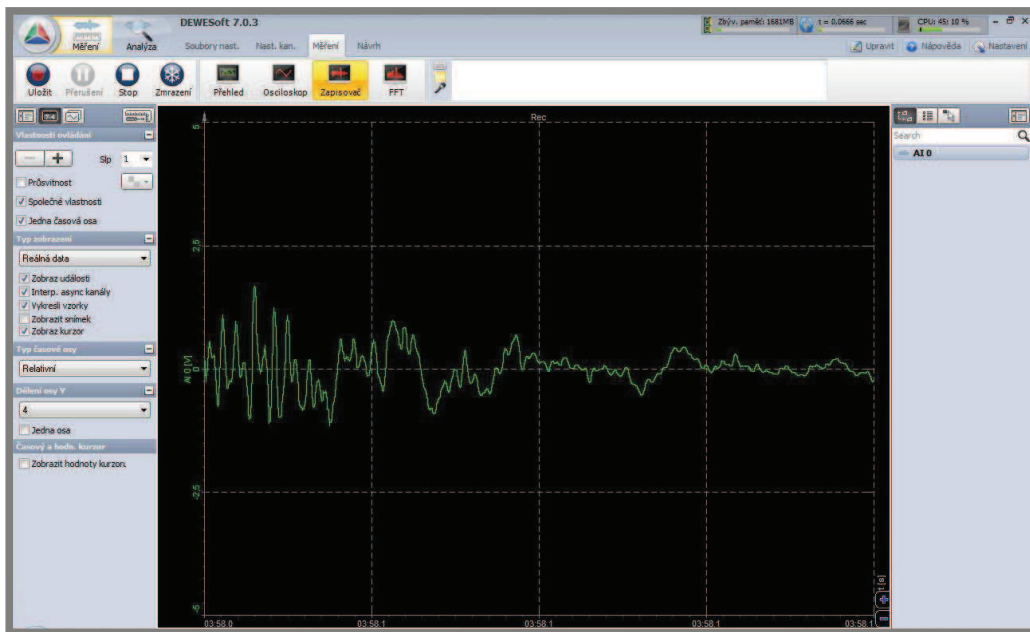 DEWESoft 7.0.3
Zbýv. paměť: 1681MB
t = 0.0666 sec
CPU: 45: 10 %
Měření
Analýza
Soubory nast.
Nast. kan.
Měření
Návrh
Upravit
Nápověda
Nastavení
Uložit
Přerušení
Stop
Zmrazení
Přehled
Osciloskop
Zapisovač
FFT
Vlastnosti ovládání
Slp 1
Průsvitnost
Společné vlastnosti
Jedna časová osa
Typ zobrazení
Reálná data
Zobraz události
Interp. async kanály
Vykresli vzorky
Zobrazit snímek
Zobraz kurzor
Typ časové osy
Relativní
Dělení osy Y
4
Jedna osa
Časový a hodn. kurzor
Zobrazit hodnoty kurzon.
Rec
5
2,5
AI 0 [V]
0
-2,5
-5
03:58.0
03:58.1
03:58.1
03:58.1
03:58.1
t [s]
Search
AI 0